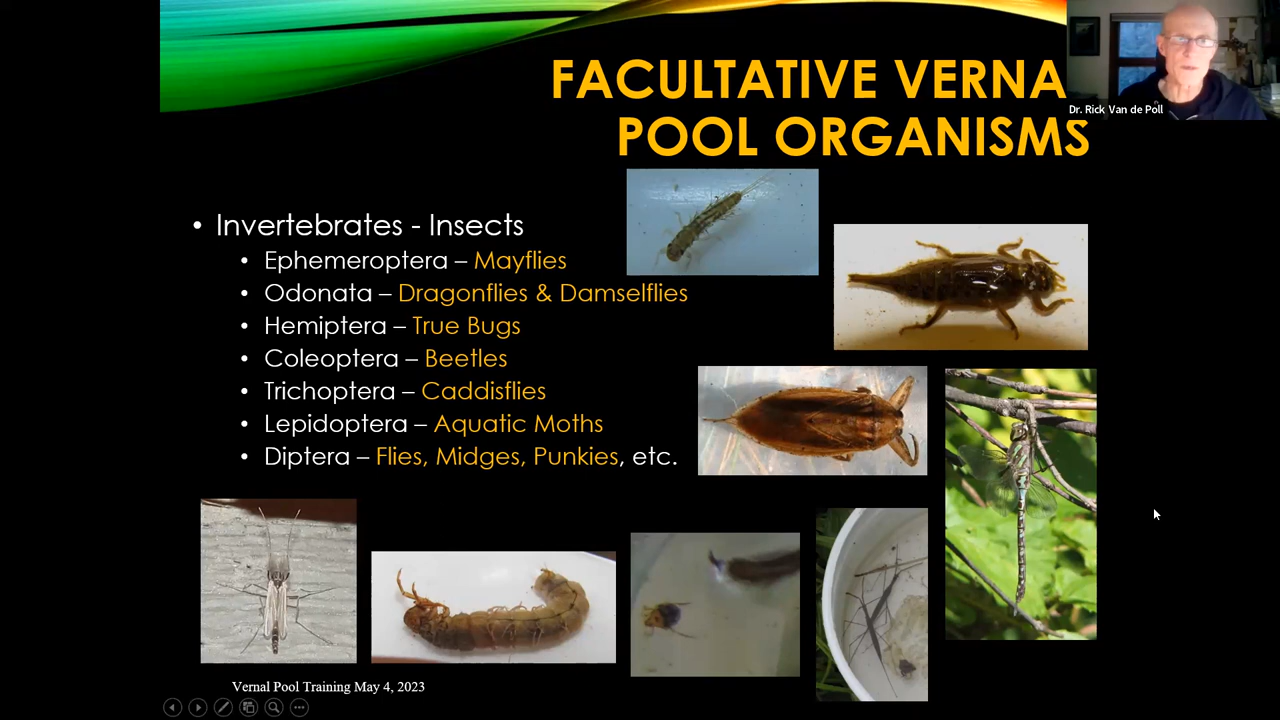 FACULTATIVE VERNA
POOL ORGANISMS
Dr. Rick Van de Poll
• Invertebrates - Insects
• Ephemeroptera – Mayflies
• Odonata – Dragonflies & Damselflies
• Hemiptera – True Bugs
• Coleoptera – Beetles
• Trichoptera – Caddisflies
• Lepidoptera – Aquatic Moths
• Diptera – Flies, Midges, Punkies, etc.
Vernal Pool Training May 4, 2023